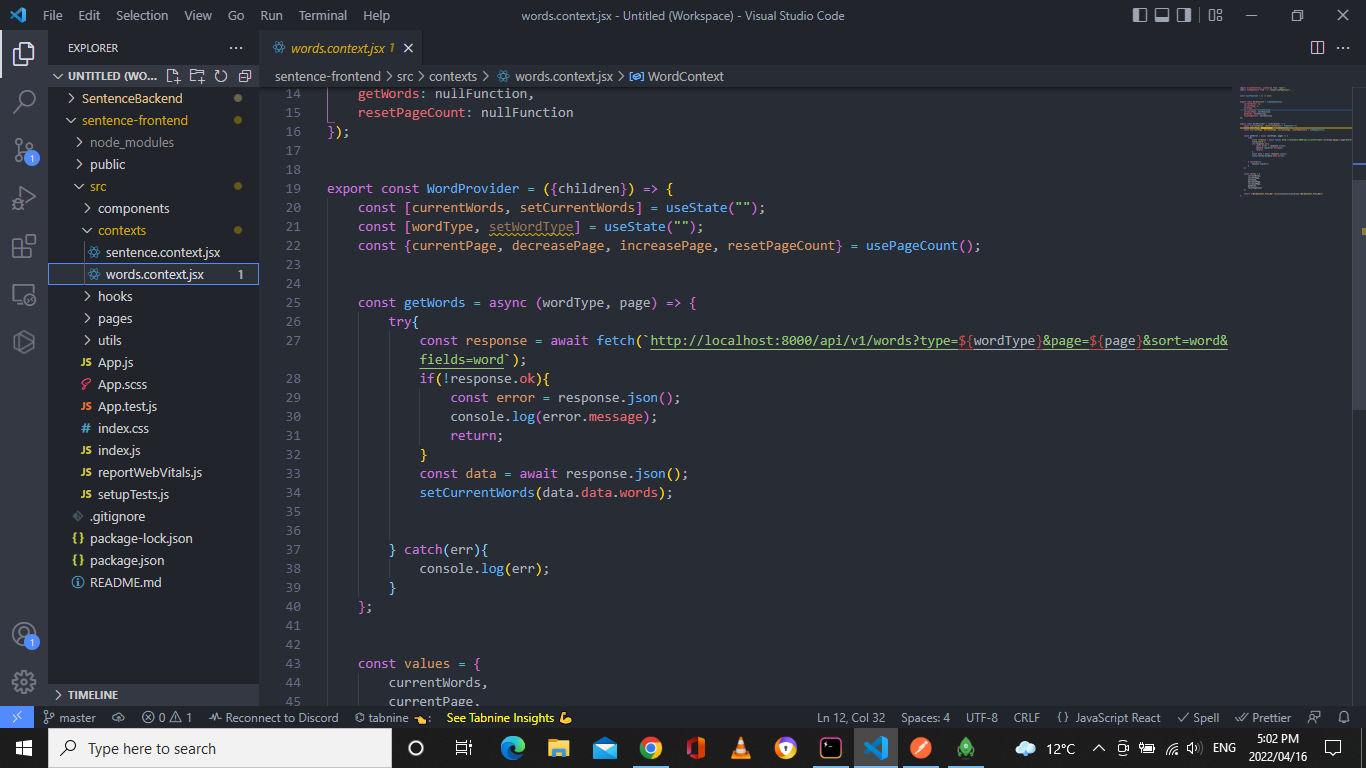 File Edit Selection View Go Run Terminal Help
words.context.jsx - Untitled (Workspace) - Visual Studio Code
EXPLORER
UNTITLED (WO...
SentenceBackend
sentence-frontend
node_modules
public
src
components
contexts
sentence.context.jsx
words.context.jsx 1
hooks
pages
utils
JS App.js
App.scss
JS App.test.js
# index.css
JS index.js
JS reportWebVitals.js
JS setupTests.js
.gitignore
{} package-lock.json
{} package.json
README.md
TIMELINE
1
1
words.context.jsx 1
sentence-frontend > src > contexts > words.context.jsx > WordContext
14 getWords: nullFunction,
15 resetPageCount: nullFunction
16 });
17
18
19 export const WordProvider = ({children}) => {
20 const [currentWords, setCurrentWords] = useState("");
21 const [wordType, setWordType] = useState("");
22 const {currentPage, decreasePage, increasePage, resetPageCount} = usePageCount();
23
24
25 const getWords = async (wordType, page) => {
26 try{
27 const response = await fetch(`http://localhost:8000/api/v1/words?type=${wordType}&page=${page}&sort=word&
fields=word`);
28 if(!response.ok){
29 const error = response.json();
30 console.log(error.message);
31 return;
32 }
33 const data = await response.json();
34 setCurrentWords(data.data.words);
35
36
37 } catch(err){
38 console.log(err);
39 }
40 };
41
42
43 const values = {
44 currentWords,
45 currentPage,
master 0 1 Reconnect to Discord tabnine : See Tabnine Insights
Ln 12, Col 32 Spaces: 4 UTF-8 CRLF {} JavaScript React Spell Prettier
Type here to search
12°C ENG
5:02 PM
2022/04/16